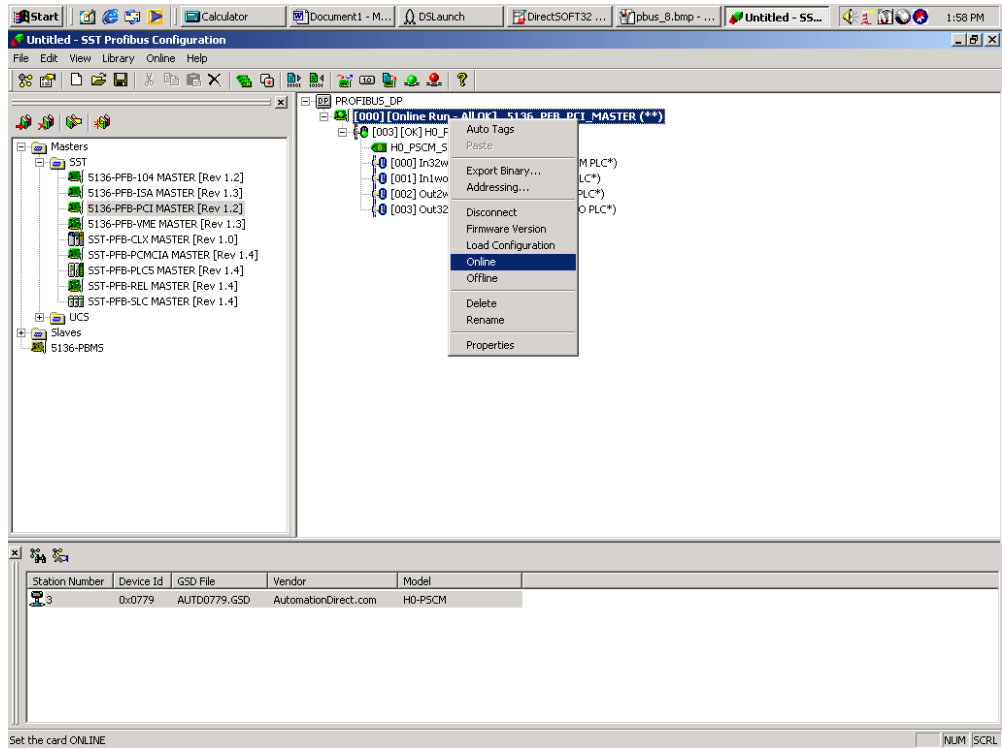 Start Calculator Document1 - M... DSLaunch DirectSOFT32 ... pbus_8.bmp - ... Untitled - SS... 1:58 PM
Untitled - SST Profibus Configuration
File Edit View Library Online Help
Masters
SST
5136-PFB-104 MASTER [Rev 1.2]
5136-PFB-ISA MASTER [Rev 1.3]
5136-PFB-PCI MASTER [Rev 1.2]
5136-PFB-VME MASTER [Rev 1.3]
SST-PFB-CLX MASTER [Rev 1.0]
SST-PFB-PCMCIA MASTER [Rev 1.4]
SST-PFB-PLC5 MASTER [Rev 1.4]
SST-PFB-REL MASTER [Rev 1.4]
SST-PFB-SLC MASTER [Rev 1.4]
UCS
Slaves
5136-PBMS
DP PROFIBUS_DP
[000] [Online Run - All OK] 5136_PFB_PCI_MASTER (**)
[003] [OK] H0_P
H0_PSCM_S
[000] In32w M PLC*)
[001] In1wo LC*)
[002] Out2w PLC*)
[003] Out32 O PLC*)
Auto Tags
Paste
Export Binary...
Addressing...
Disconnect
Firmware Version
Load Configuration
Online
Offline
Delete
Rename
Properties
Station Number Device Id GSD File Vendor Model
3 0x0779 AUTD0779.GSD AutomationDirect.com H0-PSCM
Set the card ONLINE NUM SCRL